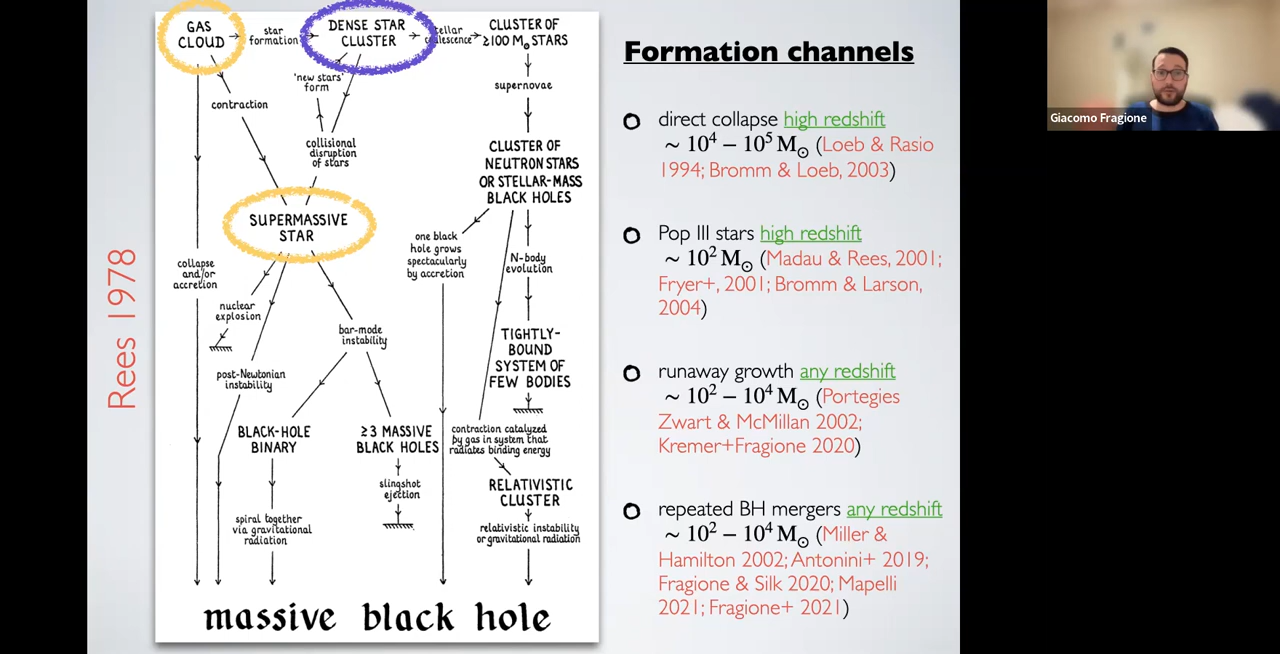 GAS
CLOUD
star
formation
DENSE STAR
CLUSTER
CLUSTER OF
≥100 M⊙ STARS
'new stars'
form
contraction
supernovae
collisional
disruption
of stars
CLUSTER OF
NEUTRON STARS
OR STELLAR-MASS
BLACK HOLES
SUPERMASSIVE
STAR
one black
hole grows
spectacularly
by accretion
N-body
evolution
collapse
and/or
accretion
nuclear
explosion
bar-mode
instability
post-Newtonian
instability
TIGHTLY-
BOUND
SYSTEM OF
FEW BODIES
BLACK-HOLE
BINARY
≥3 MASSIVE
BLACK HOLES
contraction catalyzed
by gas in system that
radiates binding energy
slingshot
ejection
RELATIVISTIC
CLUSTER
spiral together
via gravitational
radiation
relativistic instability
or gravitational radiation
massive black hole
Rees 1978
Formation channels
direct collapse high redshift
~ 10⁴ − 10⁵ M⊙ (Loeb & Rasio
1994; Bromm & Loeb, 2003)
Pop III stars high redshift
~ 10² M⊙ (Madau & Rees, 2001;
Fryer+, 2001; Bromm & Larson,
2004)
runaway growth any redshift
~ 10² − 10⁴ M⊙ (Portegies
Zwart & McMillan 2002;
Kremer+Fragione 2020)
repeated BH mergers any redshift
~ 10² − 10⁴ M⊙ (Miller &
Hamilton 2002; Antonini+ 2019;
Fragione & Silk 2020; Mapelli
2021; Fragione+ 2021)
Giacomo Fragione